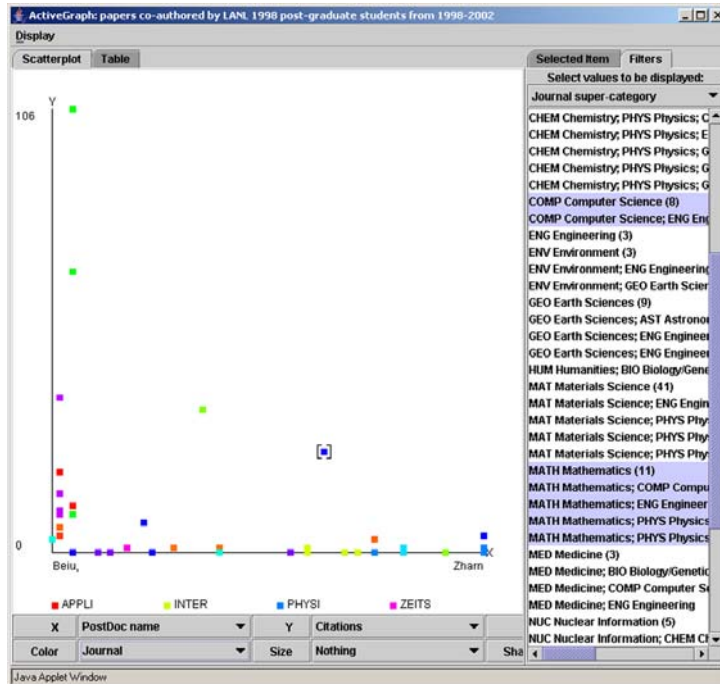 ActiveGraph: papers co-authored by LANL 1998 post-graduate students from 1998-2002
Display
Scatterplot Table
Selected Item Filters
Select values to be displayed:
Journal super-category
Y
106
0
X
Beiu,
Zharn
APPLI INTER PHYSI ZEITS
CHEM Chemistry; PHYS Physics; C
CHEM Chemistry; PHYS Physics; E
CHEM Chemistry; PHYS Physics; G
CHEM Chemistry; PHYS Physics; G
CHEM Chemistry; PHYS Physics; G
COMP Computer Science (8)
COMP Computer Science; ENG Eng
ENG Engineering (3)
ENV Environment (3)
ENV Environment; ENG Engineering
ENV Environment; GEO Earth Scien
GEO Earth Sciences (9)
GEO Earth Sciences; AST Astrono
GEO Earth Sciences; ENG Engineer
GEO Earth Sciences; ENG Engineer
HUM Humanities; BIO Biology/Gene
MAT Materials Science (41)
MAT Materials Science; ENG Engin
MAT Materials Science; PHYS Phy
MAT Materials Science; PHYS Phy
MAT Materials Science; PHYS Phy
MATH Mathematics (11)
MATH Mathematics; COMP Compu
MATH Mathematics; ENG Engineer
MATH Mathematics; PHYS Physics
MATH Mathematics; PHYS Physics
MED Medicine (3)
MED Medicine; BIO Biology/Genetic
MED Medicine; COMP Computer S
MED Medicine; ENG Engineering
NUC Nuclear Information (5)
NUC Nuclear Information; CHEM C
X PostDoc name Y Citations
Color Journal Size Nothing Sha
Java Applet Window